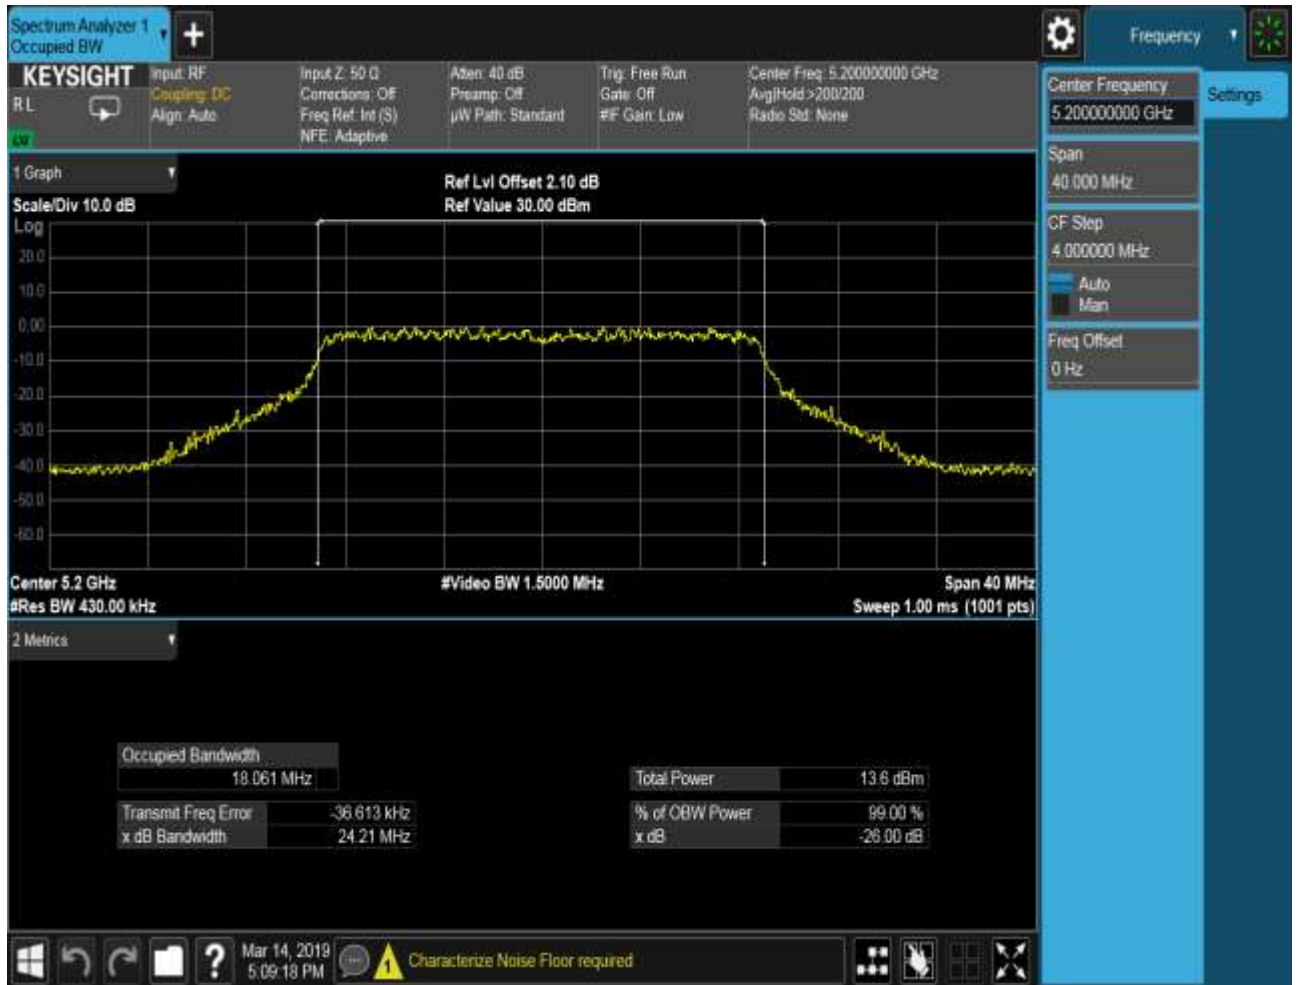 Spectrum Analyzer 1
Occupied BW
Frequency
KEYSIGHT
RL
Input: RF
Coupling: DC
Align: Auto
Input Z: 50 Ω
Corrections: Off
Freq Ref: Int (S)
NFE: Adaptive
Atten: 40 dB
Preamp: Off
µW Path: Standard
Trig: Free Run
Gate: Off
#IF Gain: Low
Center Freq: 5.200000000 GHz
Avg|Hold:>200/200
Radio Std: None
Center Frequency
5.200000000 GHz
Settings
Span
40.000 MHz
CF Step
4.000000 MHz
Auto
Man
Freq Offset
0 Hz
1 Graph
Scale/Div 10.0 dB
Ref Lvl Offset 2.10 dB
Ref Value 30.00 dBm
Log
20.0
10.0
0.00
-10.0
-20.0
-30.0
-40.0
-50.0
-60.0
Center 5.2 GHz
#Video BW 1.5000 MHz
Span 40 MHz
#Res BW 430.00 kHz
Sweep 1.00 ms (1001 pts)
2 Metrics
Occupied Bandwidth
18.061 MHz
Total Power 13.6 dBm
Transmit Freq Error -36.613 kHz
% of OBW Power 99.00 %
x dB Bandwidth 24.21 MHz
x dB -26.00 dB
?
Mar 14, 2019
5:09:18 PM
1
Characterize Noise Floor required